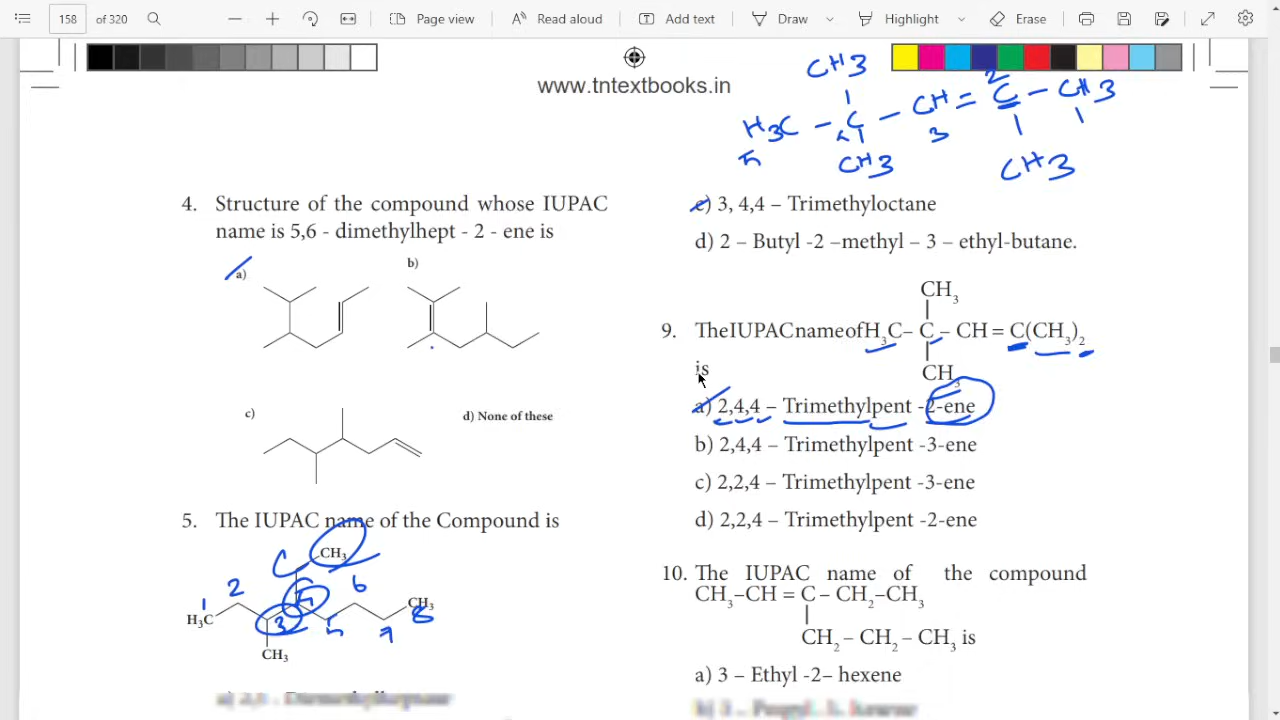 158 of 320 Page view Read aloud Add text Draw Highlight Erase
www.tntextbooks.in
CH3
H3C – C – CH = C – CH3
5 4 3 2 1
CH3 CH3
4. Structure of the compound whose IUPAC
name is 5,6 - dimethylhept - 2 - ene is
a) b)
c) d) None of these
5. The IUPAC name of the Compound is
C CH3
1 2 3 4 5 6 7 8
H3C CH3
CH3
c) 3, 4,4 – Trimethyloctane
d) 2 – Butyl -2 –methyl – 3 – ethyl-butane.
CH3
9. The IUPAC name of H3C– C – CH = C(CH3)2
is CH3
a) 2,4,4 – Trimethylpent -2-ene
b) 2,4,4 – Trimethylpent -3-ene
c) 2,2,4 – Trimethylpent -3-ene
d) 2,2,4 – Trimethylpent -2-ene
10. The IUPAC name of the compound
CH3–CH = C – CH2–CH3
CH2 – CH2 – CH3 is
a) 3 – Ethyl -2– hexene